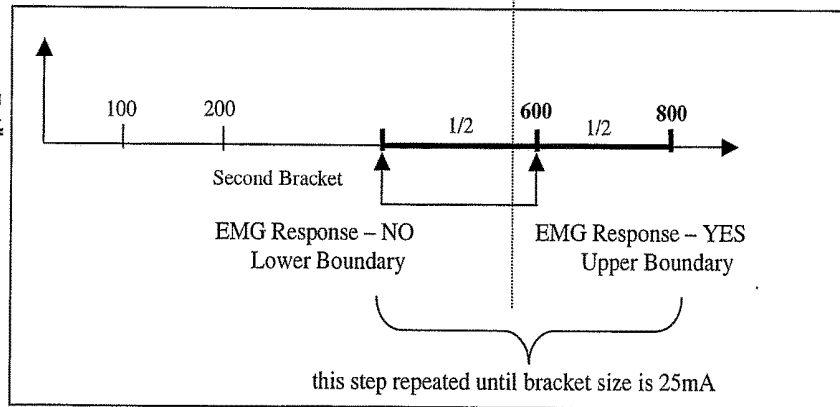 100
200
1/2
600
1/2
800
Second Bracket
EMG Response – NO
Lower Boundary
EMG Response – YES
Upper Boundary
this step repeated until bracket size is 25mA